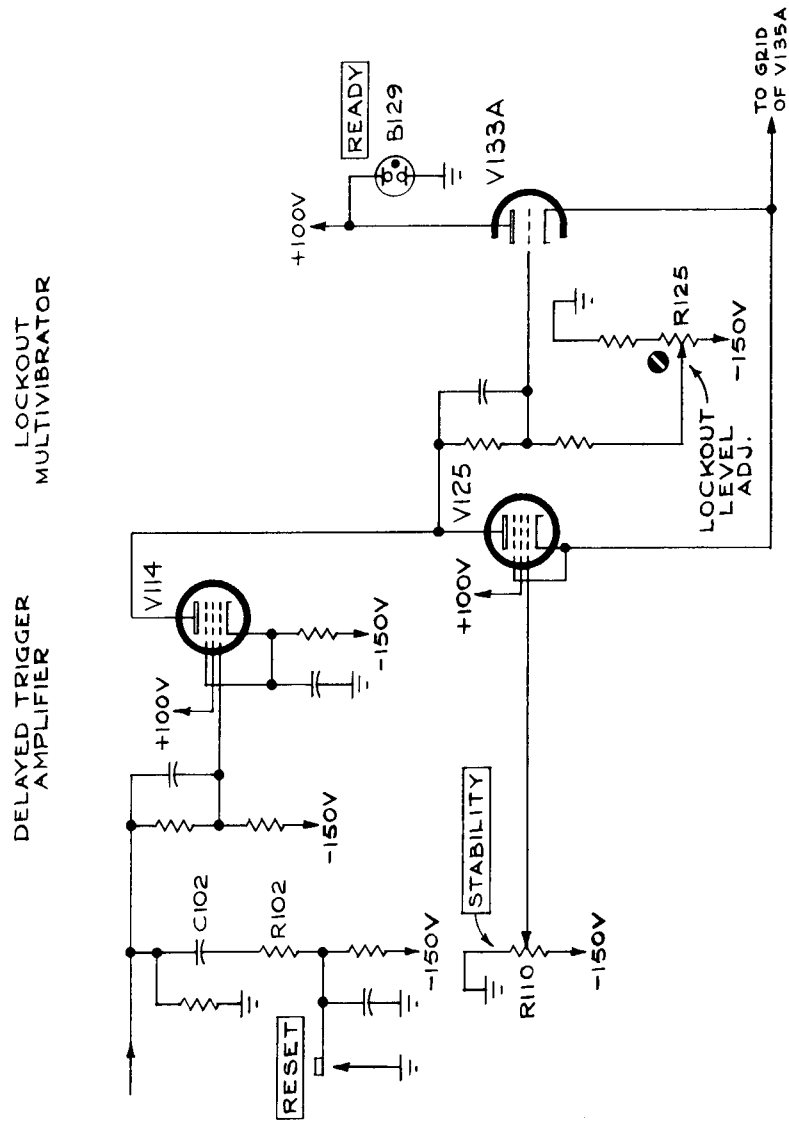 DELAYED TRIGGER
AMPLIFIER
LOCKOUT
MULTIVIBRATOR
RESET
C102
R102
-150V
-150V
+100V
V114
-150V
STABILITY
R110
-150V
+100V
V125
LOCKOUT
LEVEL
ADJ.
R125
-150V
+100V
READY
B129
V133A
TO GRID
OF V135A